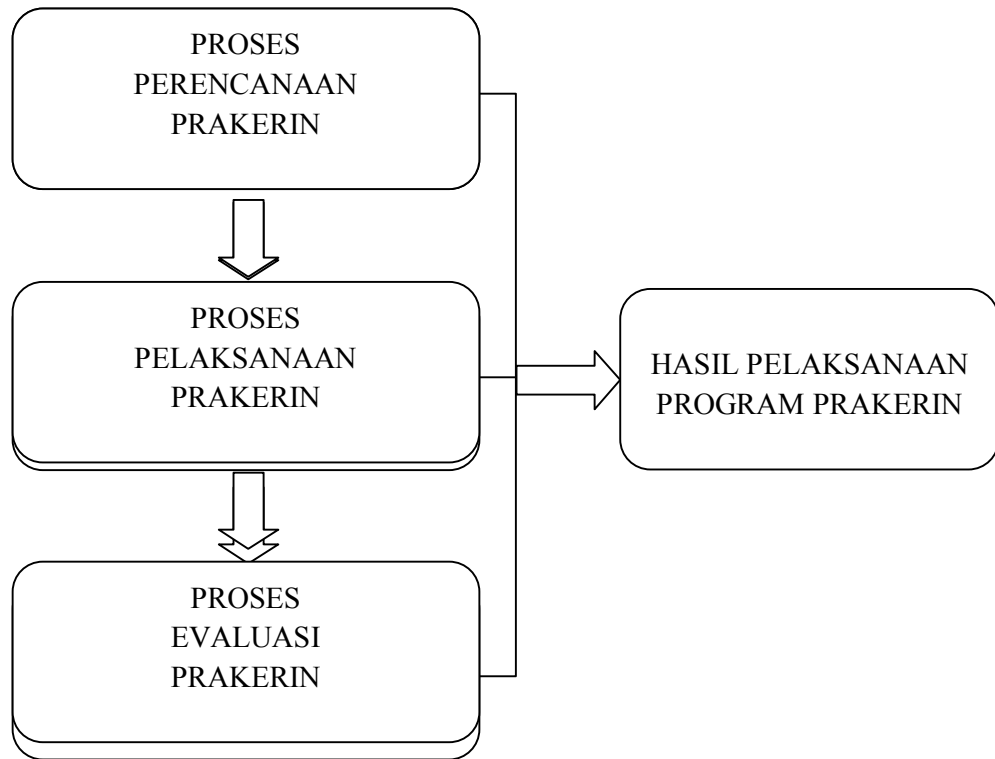 PROSES
PERENCANAAN
PRAKERIN
PROSES
PELAKSANAAN
PRAKERIN
HASIL PELAKSANAAN
PROGRAM PRAKERIN
PROSES
EVALUASI
PRAKERIN